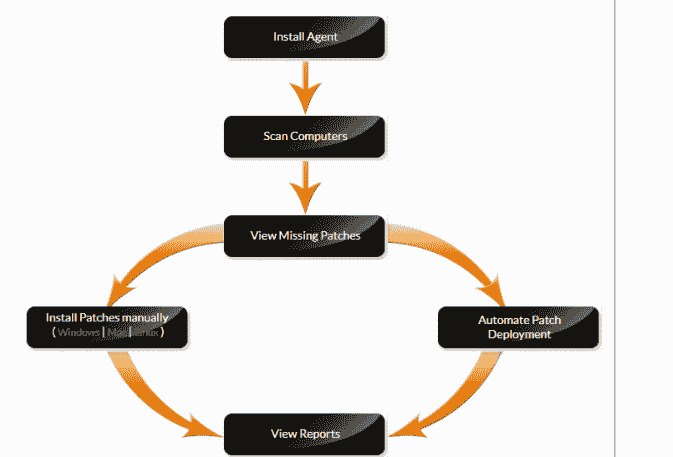 Install Agent
Scan Computers
View Missing Patches
Install Patches manually
( Windows | Mac | Linux )
Automate Patch
Deployment
View Reports